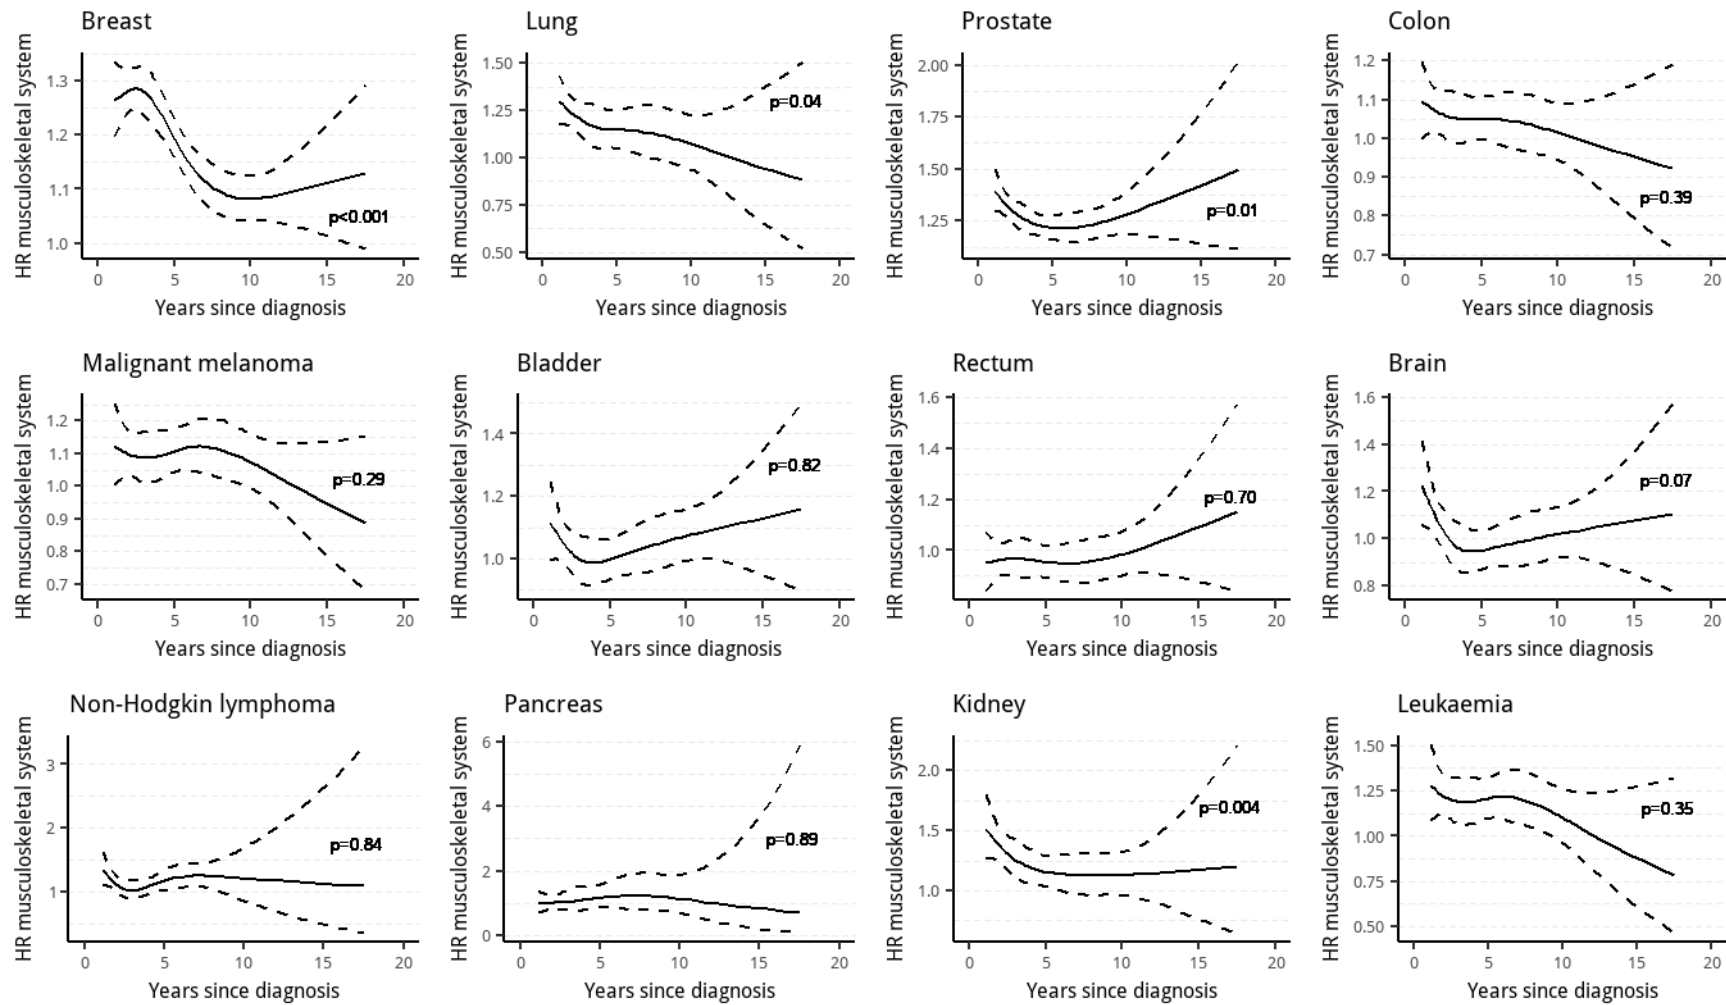 Breast
HR musculoskeletal system
1.3
1.2
1.1
1.0
p<0.001
0 5 10 15 20
Years since diagnosis
Lung
HR musculoskeletal system
1.50
1.25
1.00
0.75
0.50
p=0.04
0 5 10 15 20
Years since diagnosis
Prostate
HR musculoskeletal system
2.00
1.75
1.50
1.25
p=0.01
0 5 10 15 20
Years since diagnosis
Colon
HR musculoskeletal system
1.2
1.1
1.0
0.9
0.8
0.7
p=0.39
0 5 10 15 20
Years since diagnosis
Malignant melanoma
HR musculoskeletal system
1.2
1.1
1.0
0.9
0.8
0.7
p=0.29
0 5 10 15 20
Years since diagnosis
Bladder
HR musculoskeletal system
1.4
1.2
1.0
p=0.82
0 5 10 15 20
Years since diagnosis
Rectum
HR musculoskeletal system
1.6
1.4
1.2
1.0
p=0.70
0 5 10 15 20
Years since diagnosis
Brain
HR musculoskeletal system
1.6
1.4
1.2
1.0
0.8
p=0.07
0 5 10 15 20
Years since diagnosis
Non-Hodgkin lymphoma
HR musculoskeletal system
3
2
1
p=0.84
0 5 10 15 20
Years since diagnosis
Pancreas
HR musculoskeletal system
6
4
2
0
p=0.89
0 5 10 15 20
Years since diagnosis
Kidney
HR musculoskeletal system
2.0
1.5
1.0
p=0.004
0 5 10 15 20
Years since diagnosis
Leukaemia
HR musculoskeletal system
1.50
1.25
1.00
0.75
0.50
p=0.35
0 5 10 15 20
Years since diagnosis